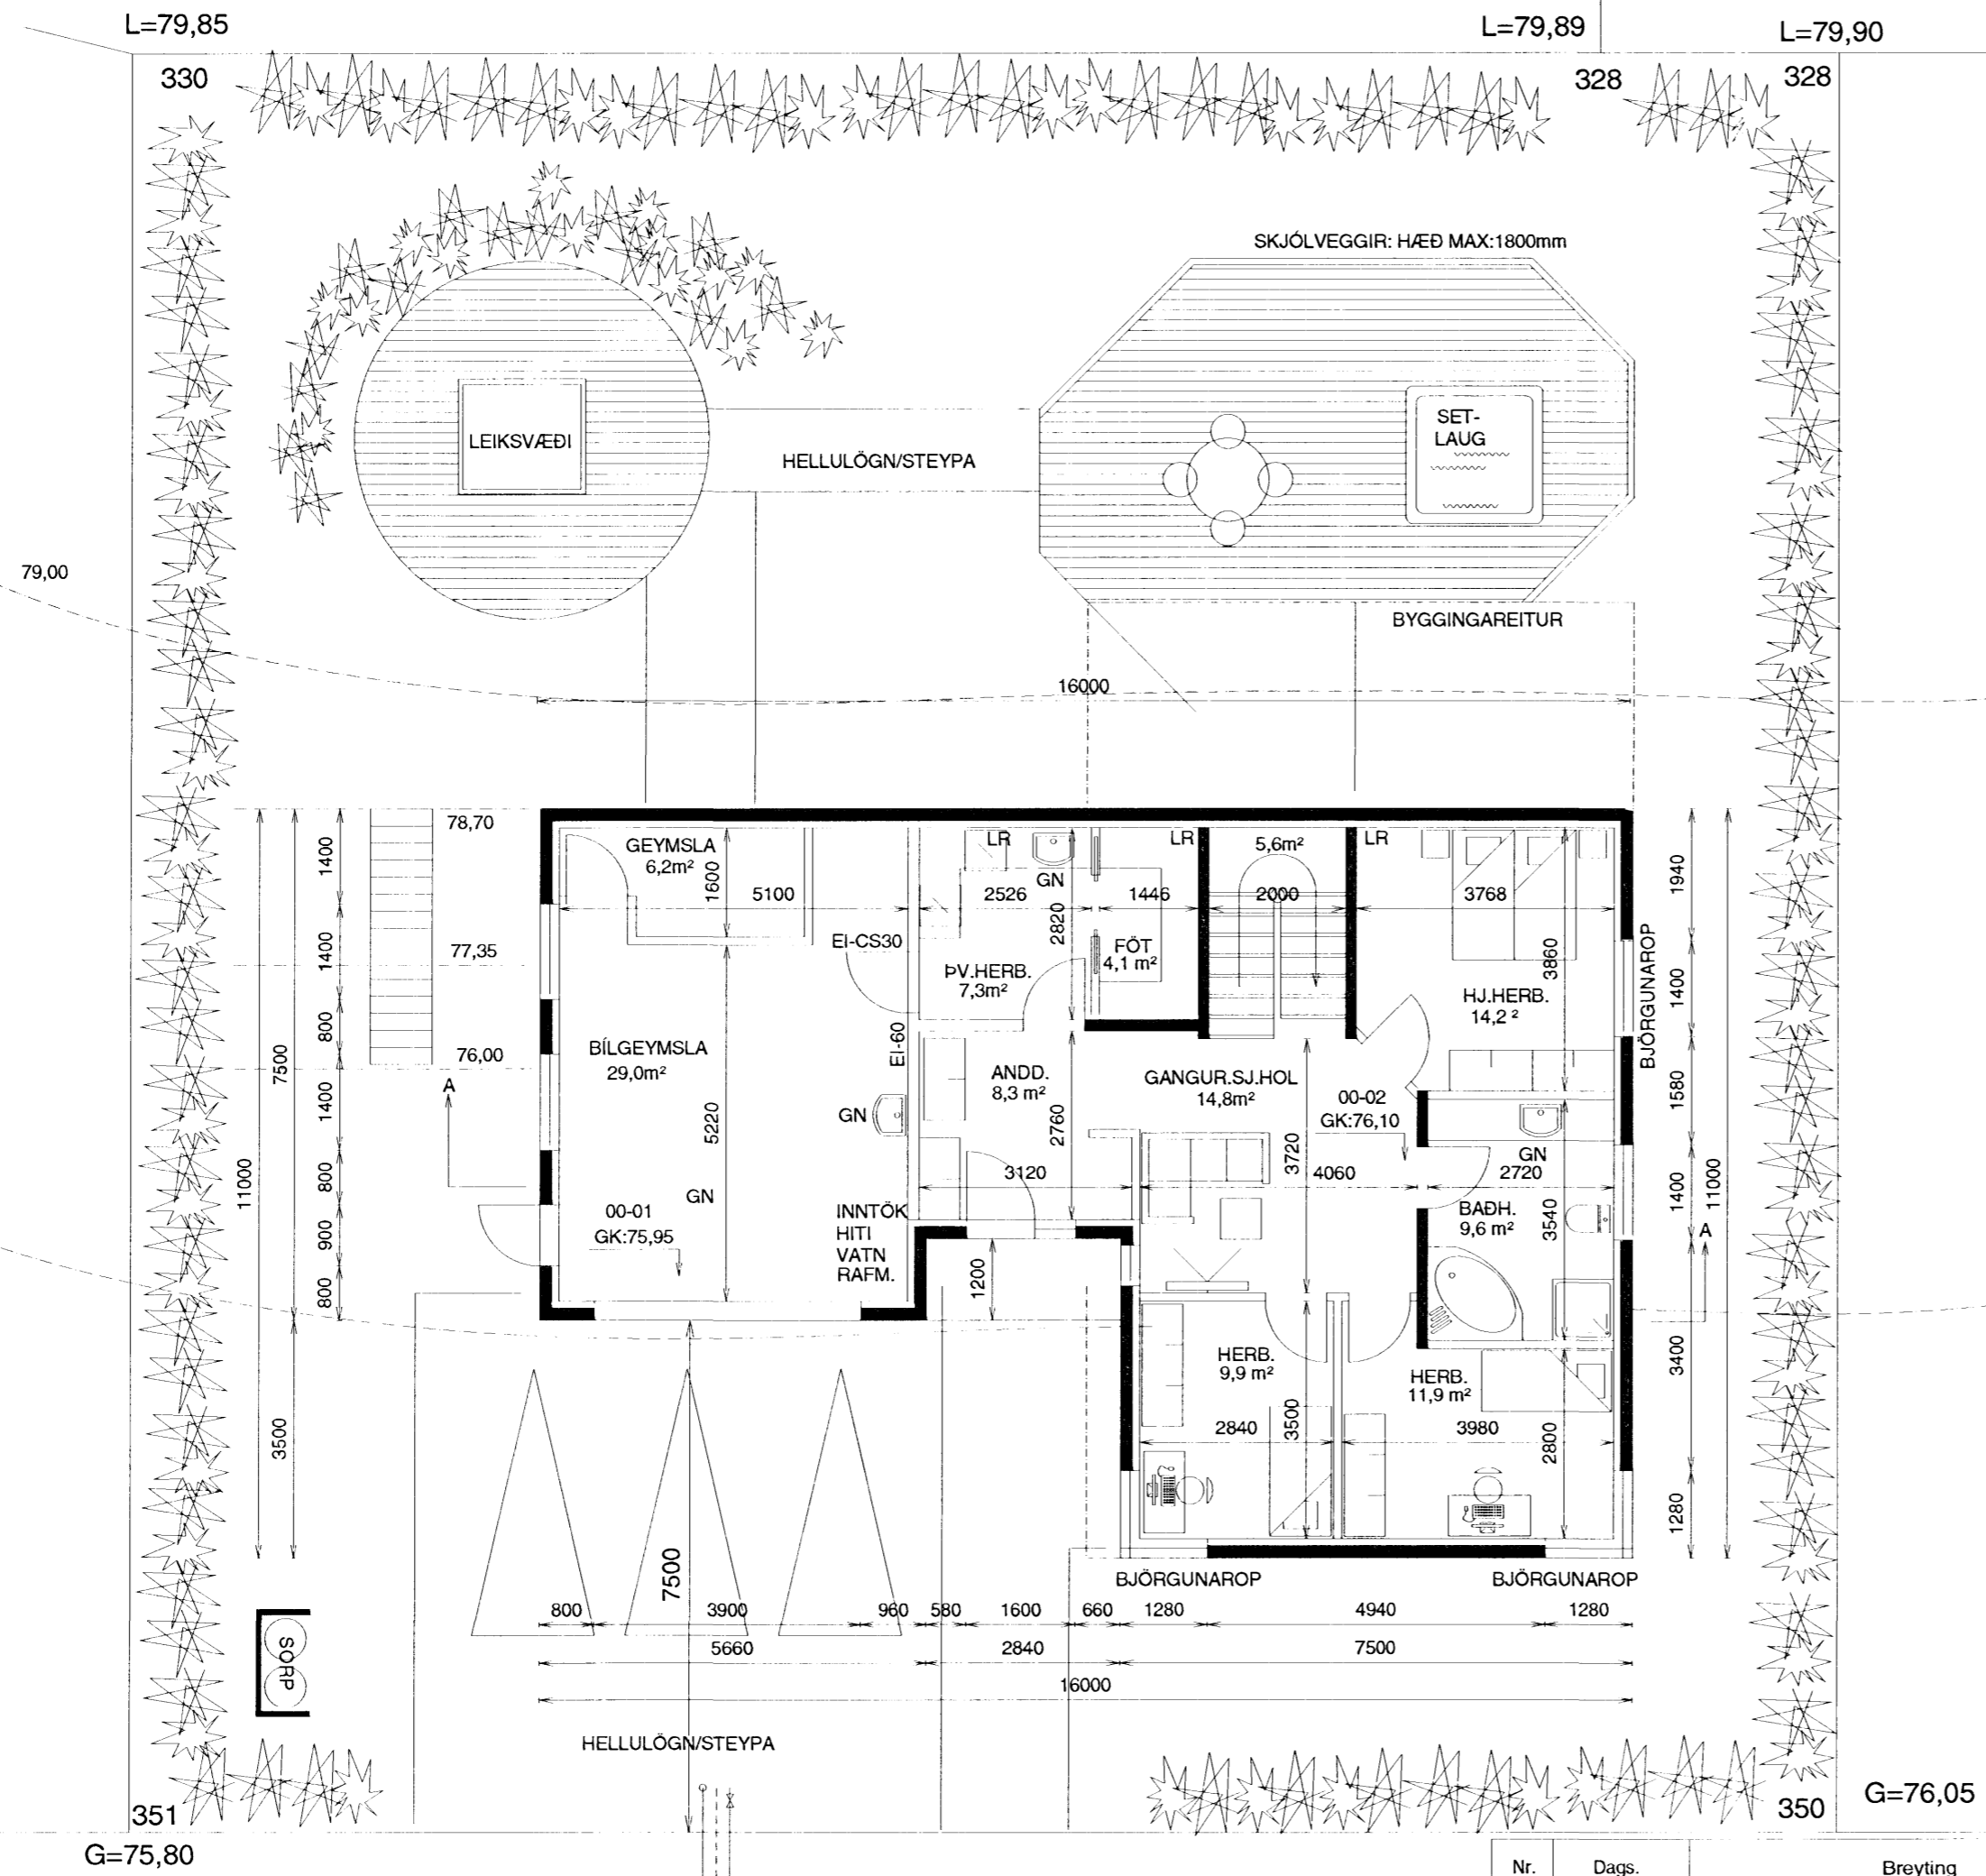 L=79,85
L=79,89
L=79,90
330
328
328
SKJÓLVEGGIR: HÆÐ MAX:1800mm
LEIKSVÆÐI
SET-
LAUG
HELLULÖGN/STEYPA
79,00
BYGGINGAREITUR
16000
78,70
77,35
76,00
A
1400
1400
800
1400
800
900
800
7500
3500
11000
GEYMSLA
6,2m²
1600
5100
EI-CS30
EI-60
BÍLGEYMSLA
29,0m²
5220
GN
GN
00-01
GK:75,95
INNTÖK
HITI
VATN
RAFM.
LR
GN
2526
2820
ÞV.HERB.
7,3m²
LR
1446
FÖT
4,1 m²
5,6m²
2000
LR
3768
3860
HJ.HERB.
14,2 ²
ANDD.
8,3 m²
2760
3120
1200
GANGUR.SJ.HOL
14,8m²
3720
4060
00-02
GK:76,10
GN
2720
BAÐH.
9,6 m²
3540
HERB.
9,9 m²
2840
3500
HERB.
11,9 m²
3980
2800
BJÖRGUNAROP
1940
1400
1580
1400
3400
1280
11000
A
BJÖRGUNAROP
BJÖRGUNAROP
7500
800
3900
960
580
1600
660
1280
4940
1280
5660
2840
7500
16000
SORP
HELLULÖGN/STEYPA
351
350
G=76,05
G=75,80
Nr.
Dags.
Breyting